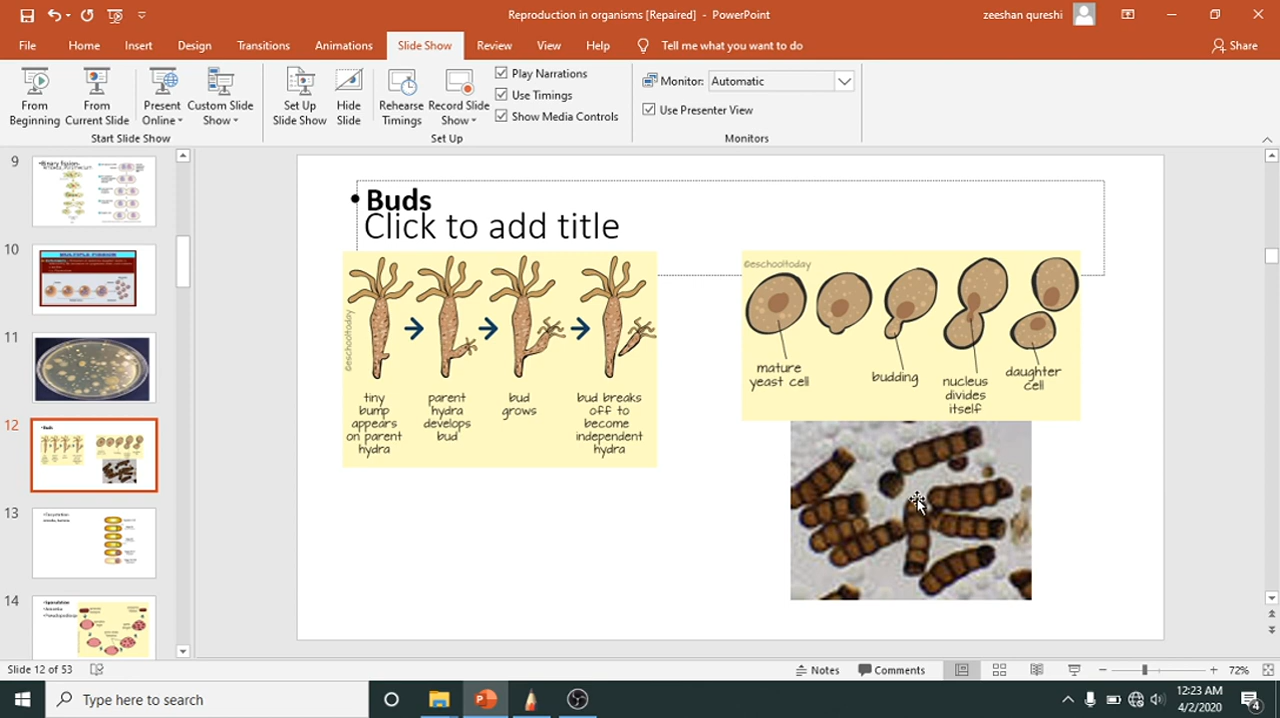 Reproduction in organisms [Repaired] - PowerPoint
zeeshan qureshi
File Home Insert Design Transitions Animations Slide Show Review View Help Tell me what you want to do Share
From Beginning
From Current Slide
Present Online
Custom Slide Show
Start Slide Show
Set Up Slide Show
Hide Slide
Rehearse Timings
Record Slide Show
Play Narrations
Use Timings
Show Media Controls
Set Up
Monitor: Automatic
Use Presenter View
Monitors
9
10
11
12
13
14
• Buds
Click to add title
©eschooltoday
tiny
bump
appears
on parent
hydra
parent
hydra
develops
bud
bud
grows
bud breaks
off to
become
independent
hydra
©eschooltoday
mature
yeast cell
budding
nucleus
divides
itself
daughter
cell
Slide 12 of 53
Notes
Comments
72%
Type here to search
12:23 AM
4/2/2020
4